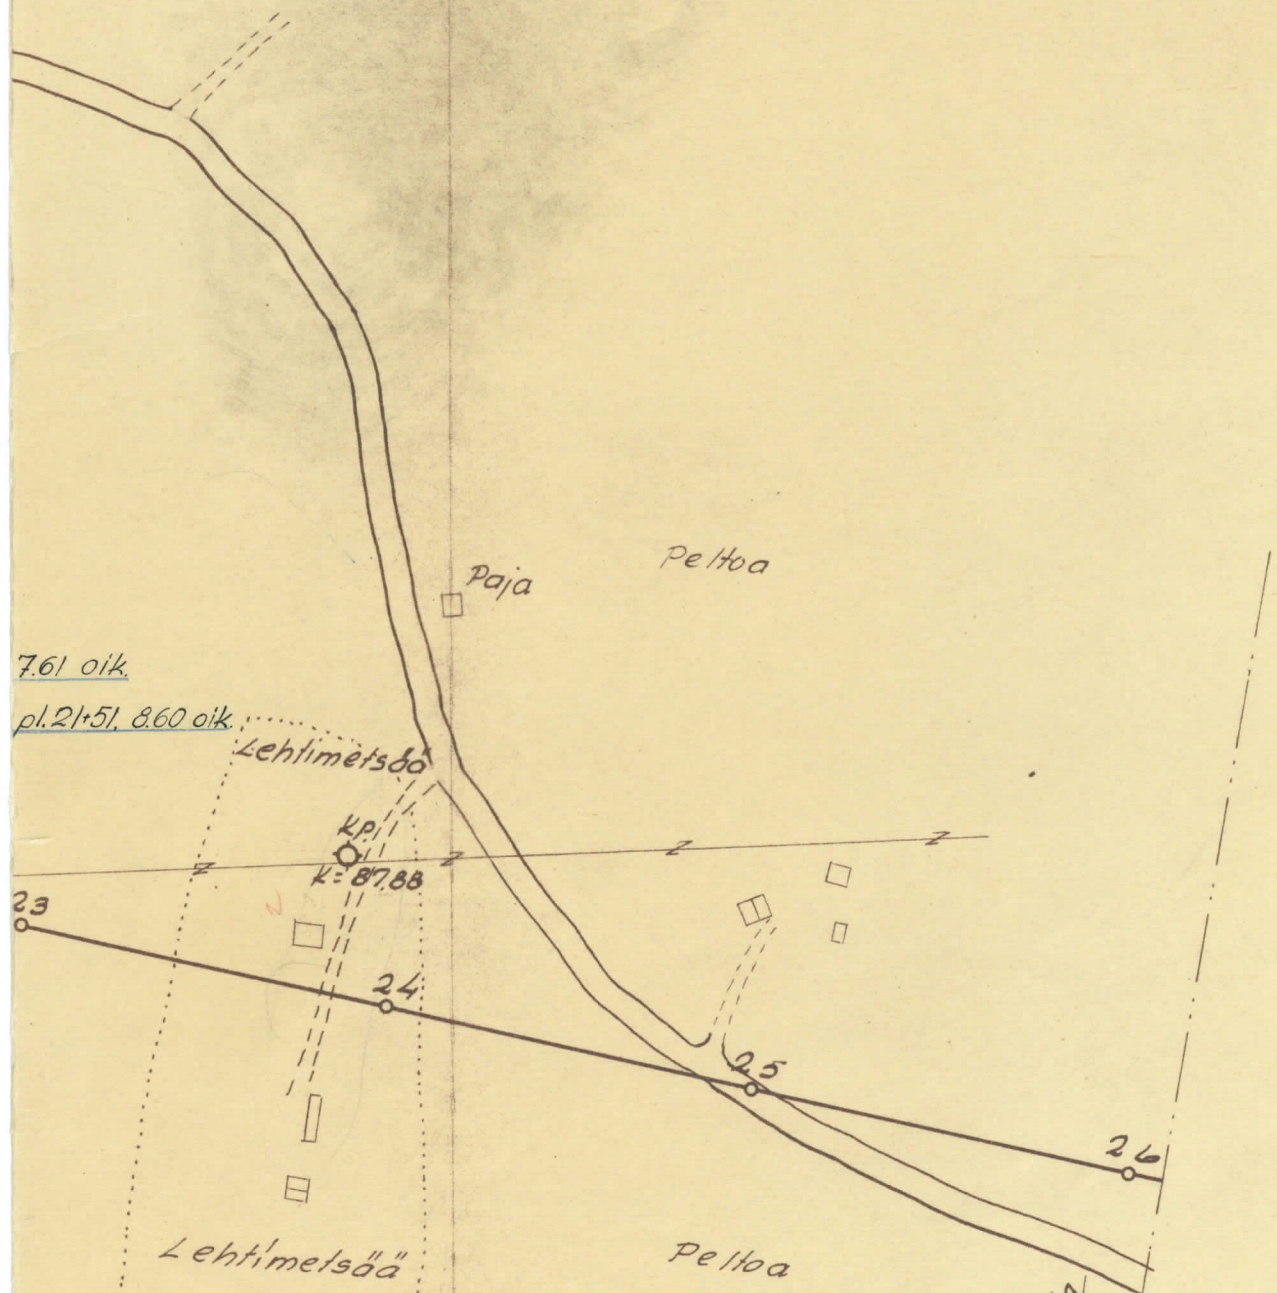 Peltoa
Paja
7.61 oik.
pl.21+51. 8.60 oik.
Lehtimetsää
kp.
k=87.88
23
24
25
26
Lehtimetsää
Peltoa